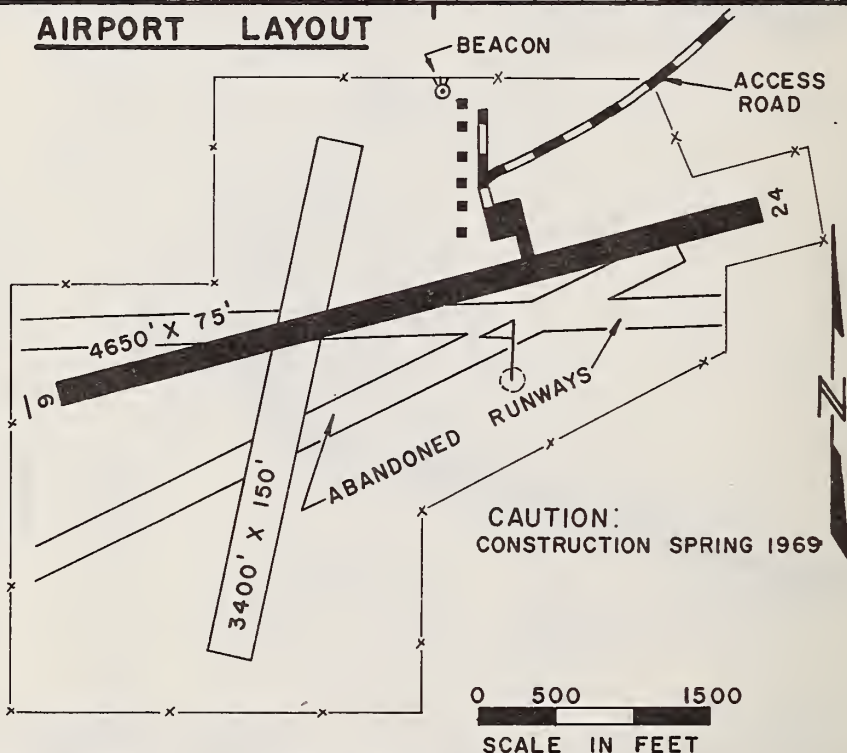 AIRPORT LAYOUT
BEACON
ACCESS
ROAD
24
4650' X 75'
6
ABANDONED RUNWAYS
N
3400' X 150'
CAUTION:
CONSTRUCTION SPRING 1969
0 500 1500
SCALE IN FEET